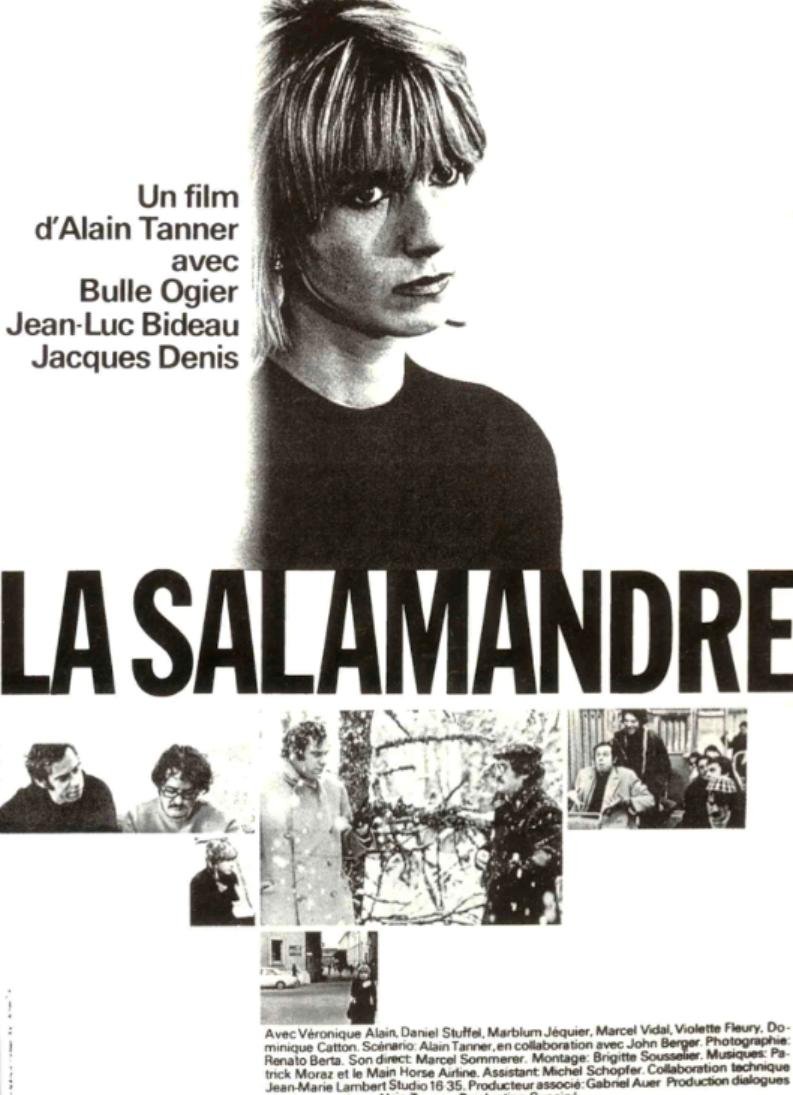 Un film
d'Alain Tanner
avec
Bulle Ogier
Jean-Luc Bideau
Jacques Denis
LA SALAMANDRE
Avec Véronique Alain, Daniel Stuffel, Marblum Jéquier, Marcel Vidal, Violette Fleury, Do-
minique Catton. Scénario: Alain Tanner, en collaboration avec John Berger. Photographie:
Renato Berta. Son direct: Marcel Sommerer. Montage: Brigitte Sousselier. Musiques: Pa-
trick Moraz et le Main Horse Airline. Assistant: Michel Schopfer. Collaboration technique
Jean-Marie Lambert Studio 16 35. Producteur associé: Gabriel Auer Production dialogues